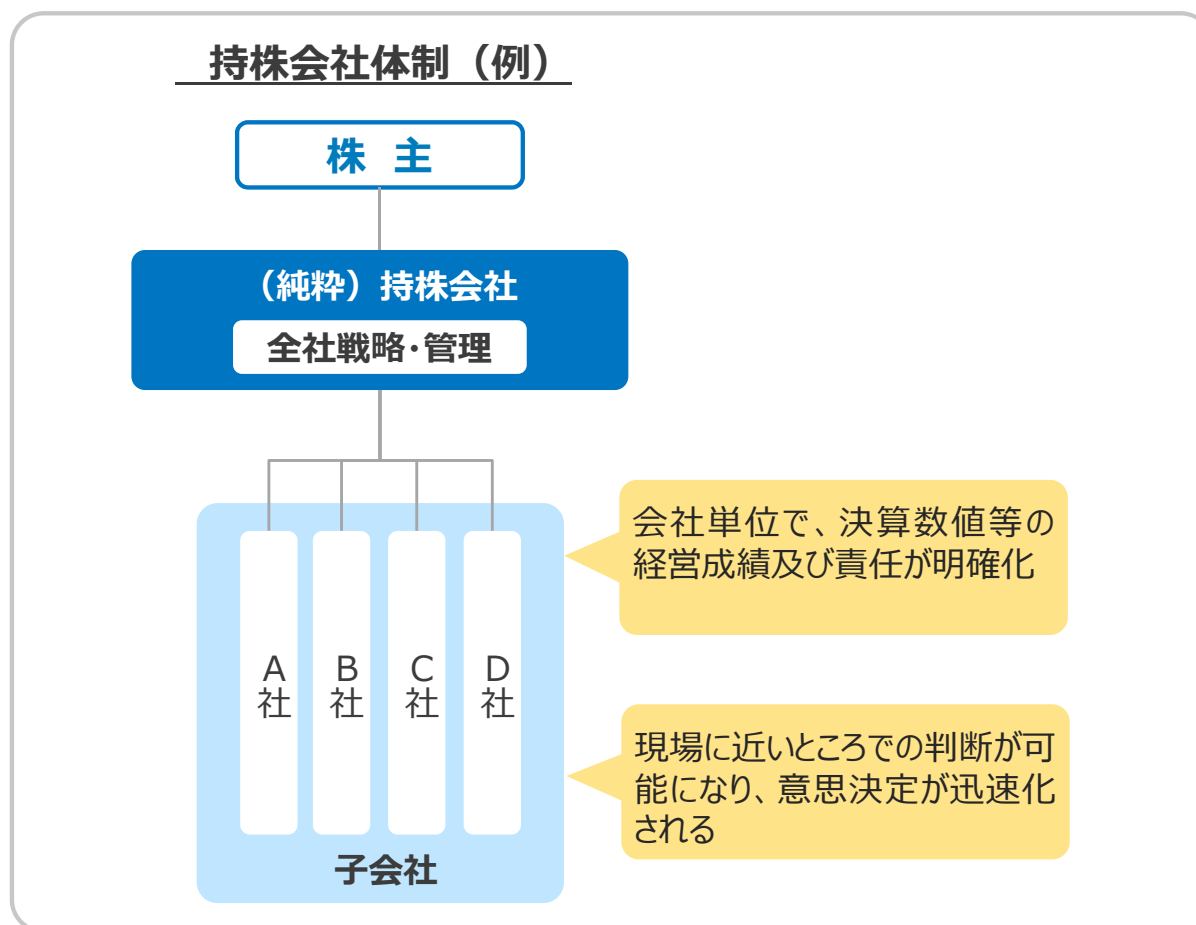 持株会社体制（例）
株 主
（純粋）持株会社
全社戦略・管理
会社単位で、決算数値等の
経営成績及び責任が明確化
A社
B社
C社
D社
現場に近いところでの判断が可
能になり、意思決定が迅速化
される
子会社